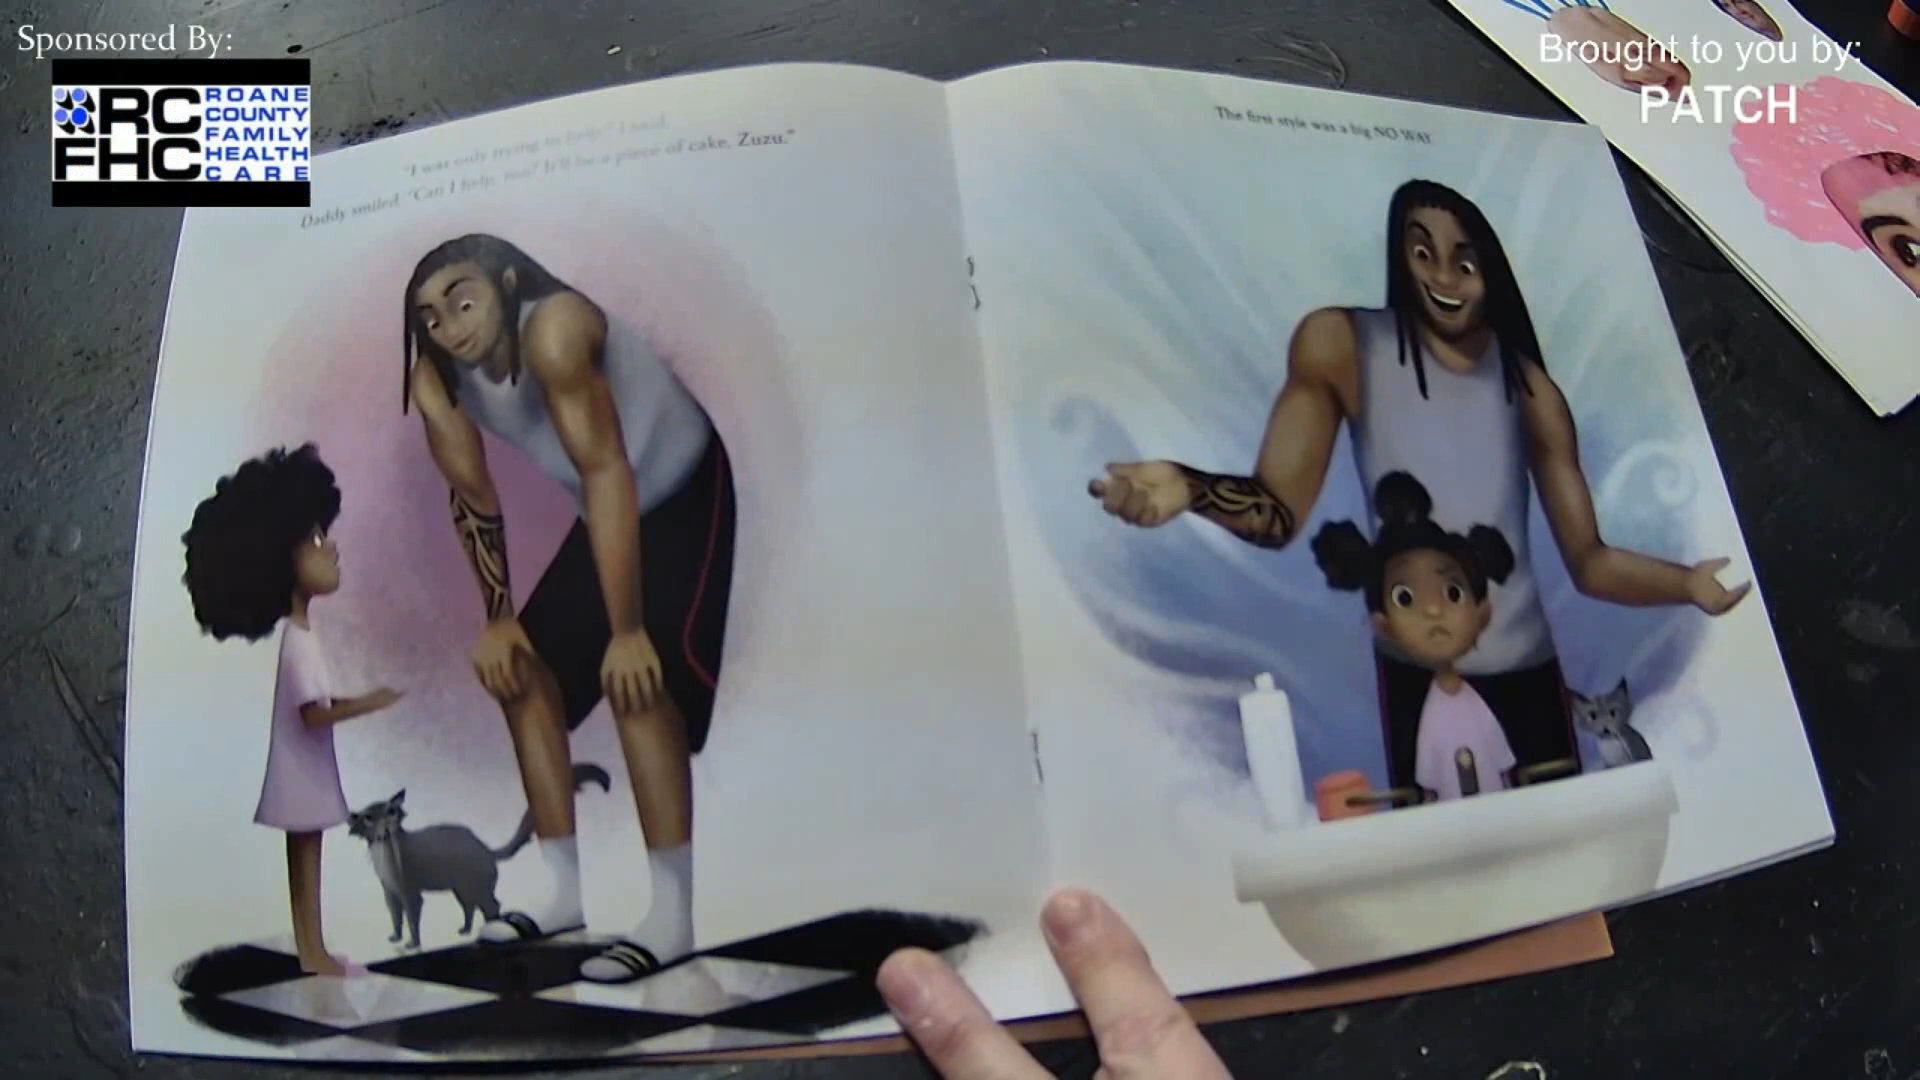 Sponsored By:
RC ROANE
COUNTY
FAMILY
FHC HEALTH
CARE
Brought to you by:
PATCH
"I was only trying to help," I said.
Daddy smiled. "Can I help, too? It'll be a piece of cake, Zuzu."
The first style was a big NO WAY.